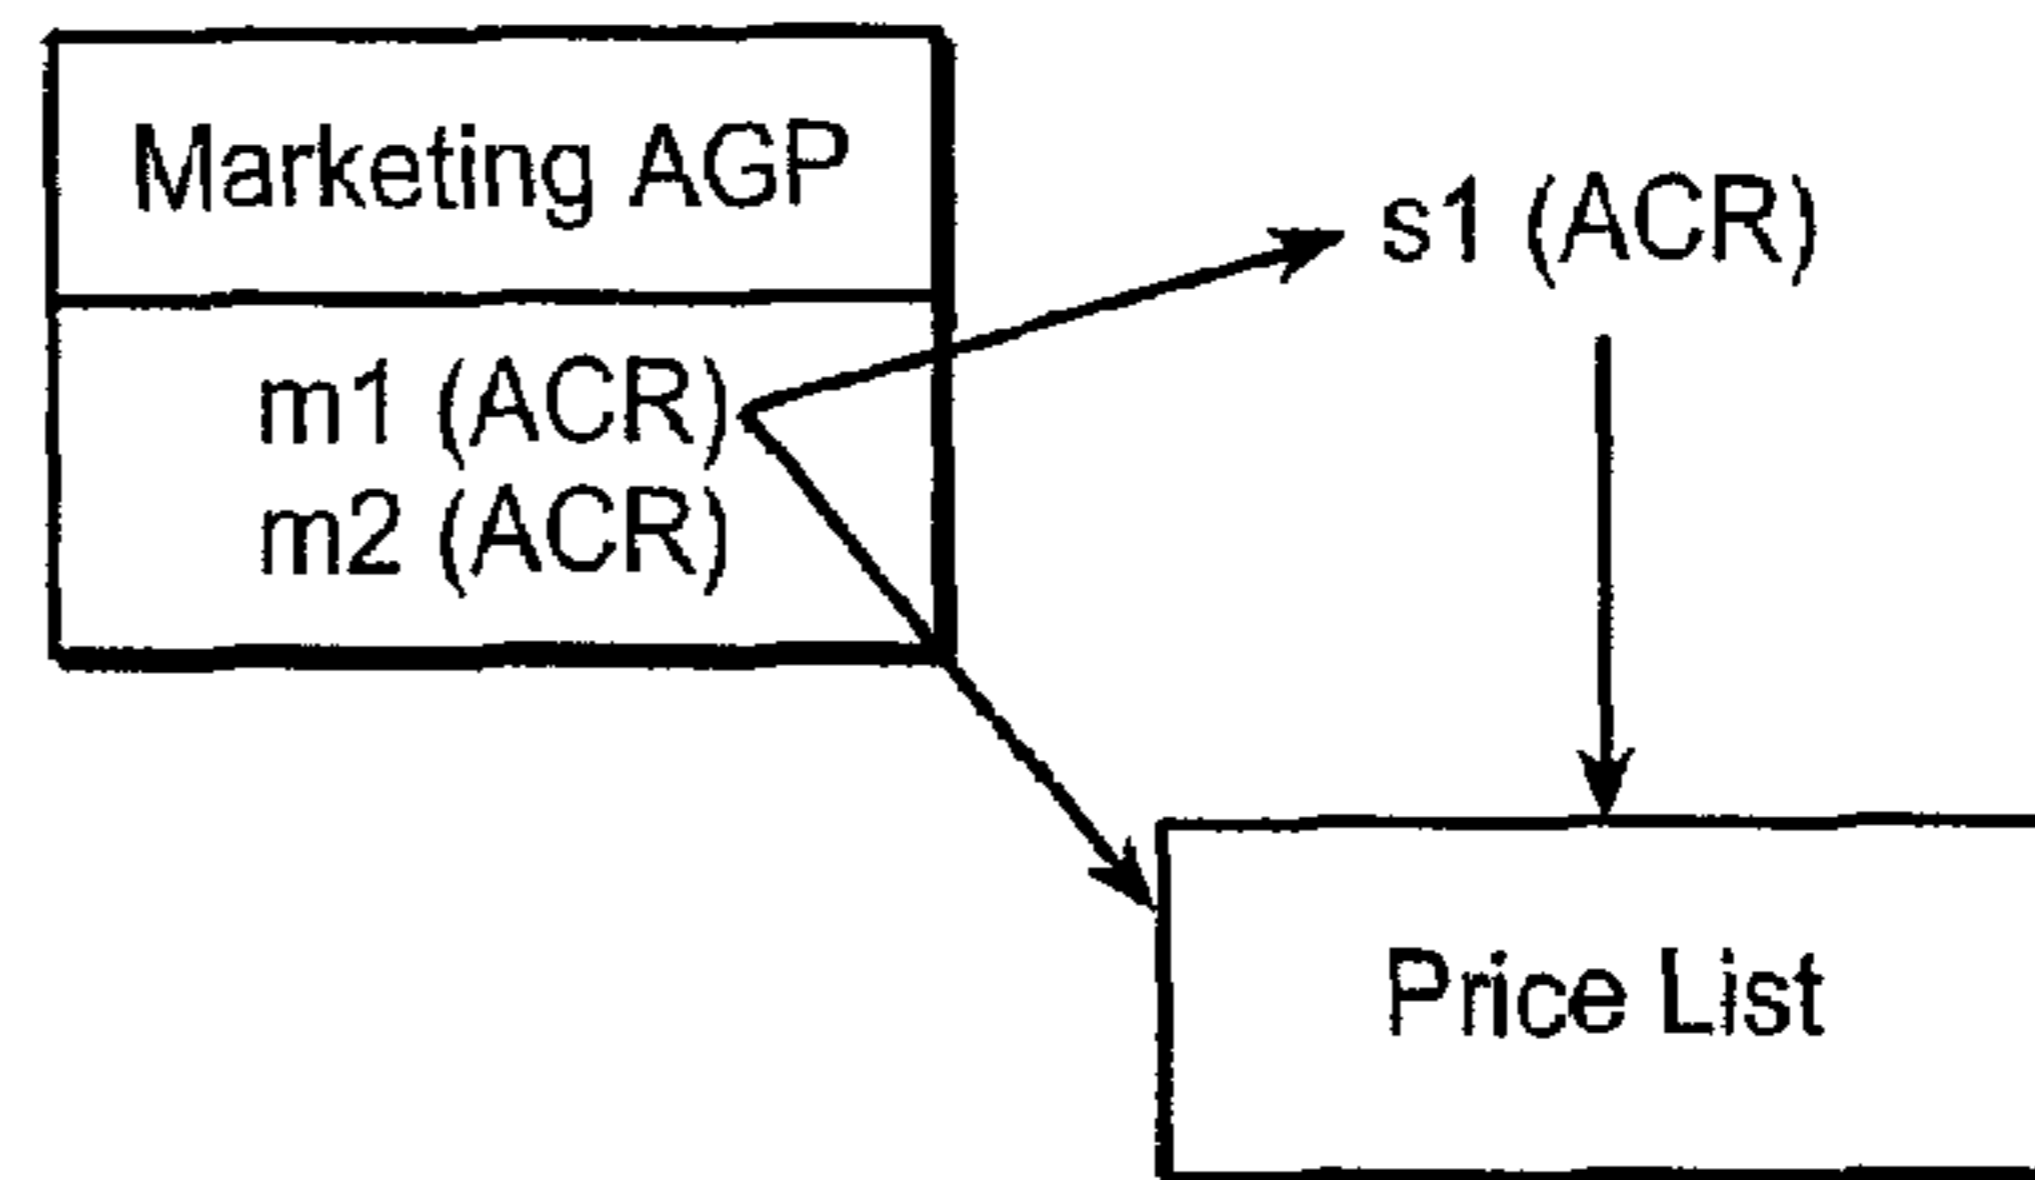 Marketing AGP
m1 (ACR)
m2 (ACR)
s1 (ACR)
Price List